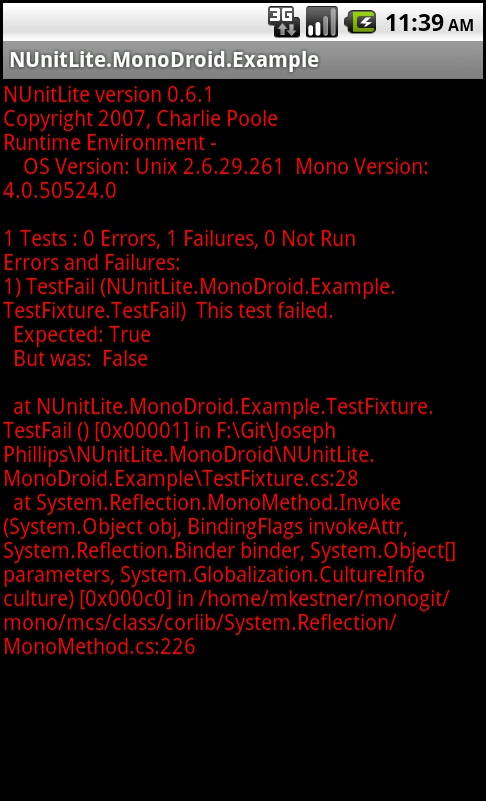 3G
11:39 AM
NUnitLite.MonoDroid.Example
NUnitLite version 0.6.1
Copyright 2007, Charlie Poole
Runtime Environment -
    OS Version: Unix 2.6.29.261  Mono Version:
4.0.50524.0
1 Tests : 0 Errors, 1 Failures, 0 Not Run
Errors and Failures:
1) TestFail (NUnitLite.MonoDroid.Example.
TestFixture.TestFail)  This test failed.
  Expected: True
  But was:  False
  at NUnitLite.MonoDroid.Example.TestFixture.
TestFail () [0x00001] in F:\Git\Joseph
Phillips\NUnitLite.MonoDroid\NUnitLite.
MonoDroid.Example\TestFixture.cs:28
  at System.Reflection.MonoMethod.Invoke
(System.Object obj, BindingFlags invokeAttr,
System.Reflection.Binder binder, System.Object[]
parameters, System.Globalization.CultureInfo
culture) [0x000c0] in /home/mkestner/monogit/
mono/mcs/class/corlib/System.Reflection/
MonoMethod.cs:226